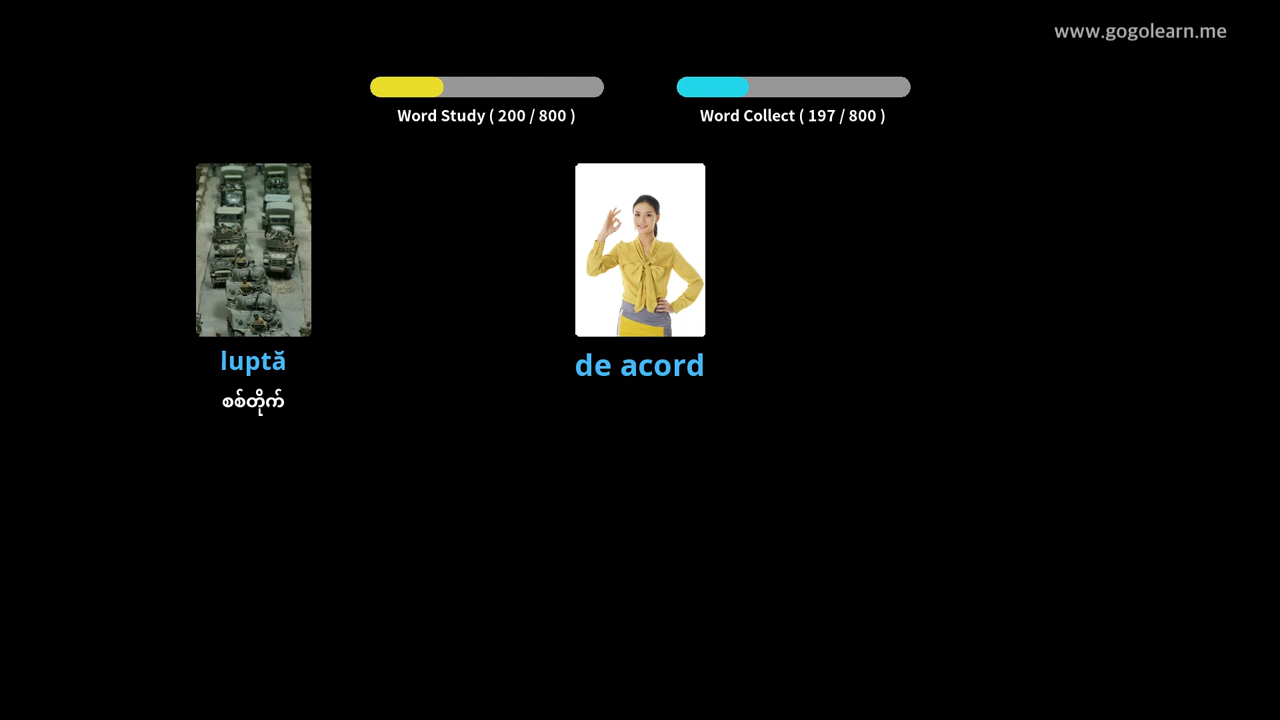 www.gogolearn.me
Word Study ( 200 / 800 )
Word Collect ( 197 / 800 )
luptă
စစ်တိုက်
de acord